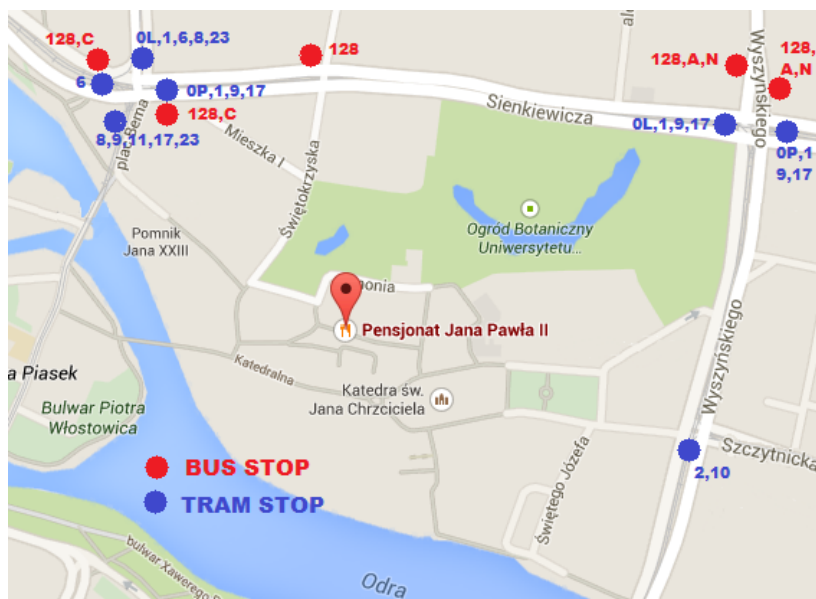 128,C
0L,1,6,8,23
128
128,A,N
128,
A,N
Wyszyńskiego
6
0P,1,9,17
128,C
Sienkiewicza
0L,1,9,17
0P,1
9,17
8,9,11,17,23
plac Bema
Mieszka I
Świętokrzyska
Pomnik
Jana XXIII
Ogród Botaniczny
Uniwersytetu...
onia
Pensjonat Jana Pawła II
Wyszyńskiego
a Piasek
Katedralna
Katedra św.
Jana Chrzciciela
Bulwar Piotra
Włostowica
Szczytnicka
2,10
Świętego Józefa
BUS STOP
TRAM STOP
bulwar Xawerego
Odra